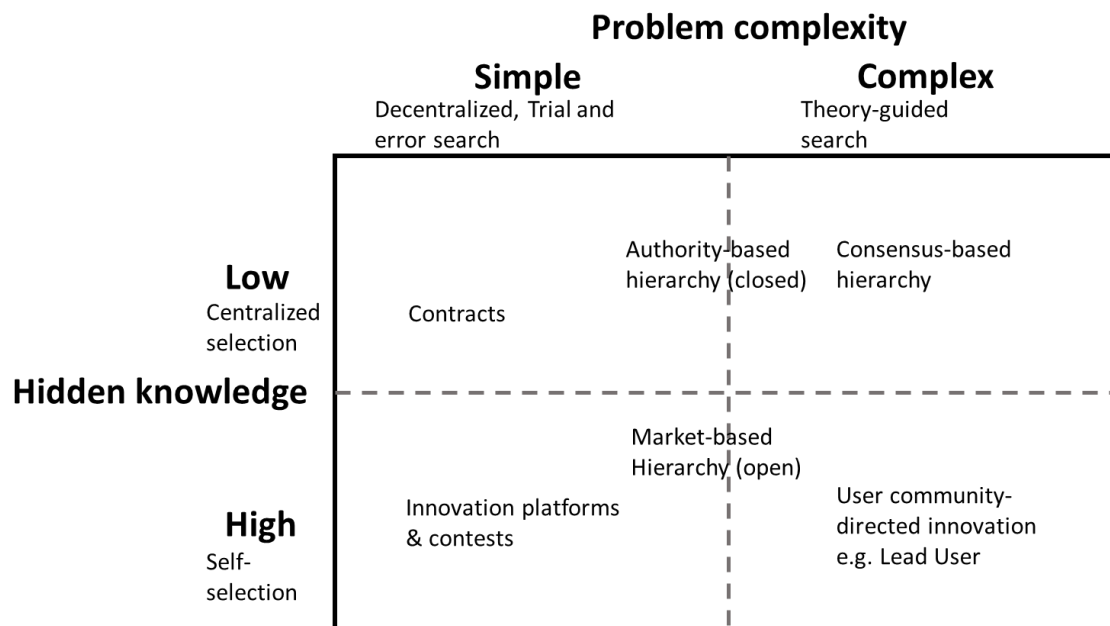 Problem complexity
Simple
Complex
Decentralized, Trial and
error search
Theory-guided
search
Low
Centralized
selection
Contracts
Authority-based
hierarchy (closed)
Consensus-based
hierarchy
Hidden knowledge
High
Self-
selection
Innovation platforms
& contests
Market-based
Hierarchy (open)
User community-
directed innovation
e.g. Lead User